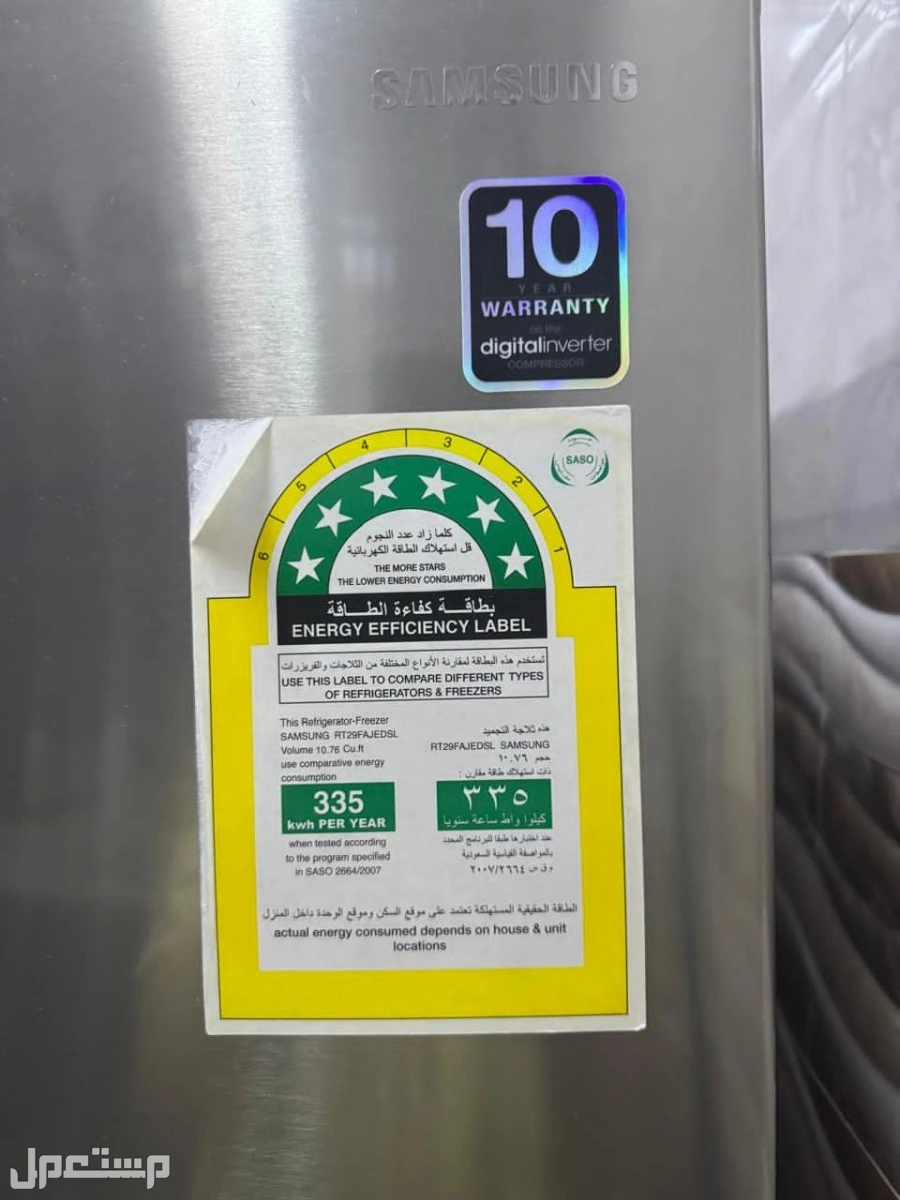 SAMSUNG
10
YEAR
WARRANTY
on the
digitalinverter
COMPRESSOR
SASO
6 5 4 3 2 1
كلما زاد عدد النجوم
قل استهلاك الطاقة الكهربائية
THE MORE STARS
THE LOWER ENERGY CONSUMPTION
بطاقة كفاءة الطاقة
ENERGY EFFICIENCY LABEL
تستخدم هذه البطاقة لمقارنة الأنواع المختلفة من الثلاجات والفريزرات
USE THIS LABEL TO COMPARE DIFFERENT TYPES
OF REFRIGERATORS & FREEZERS
This Refrigerator-Freezer
SAMSUNG RT29FAJEDSL
Volume 10.76 Cu.ft
use comparative energy
consumption
335
kwh PER YEAR
when tested according
to the program specified
in SASO 2664/2007
هذه ثلاجة التجميد
RT29FAJEDSL SAMSUNG
حجم ١٠.٧٦
ذات استهلاك طاقة مقارن :
٣٣٥
كيلوا واط ساعة سنويا
عند اختبارها طبقا للبرنامج المحدد
بالمواصفة القياسية السعودية
م ق س ٢٠٠٧/٢٦٦٤
الطاقة الحقيقية المستهلكة تعتمد على موقع السكن وموقع الوحدة داخل المنزل
actual energy consumed depends on house & unit
locations
مستعمل